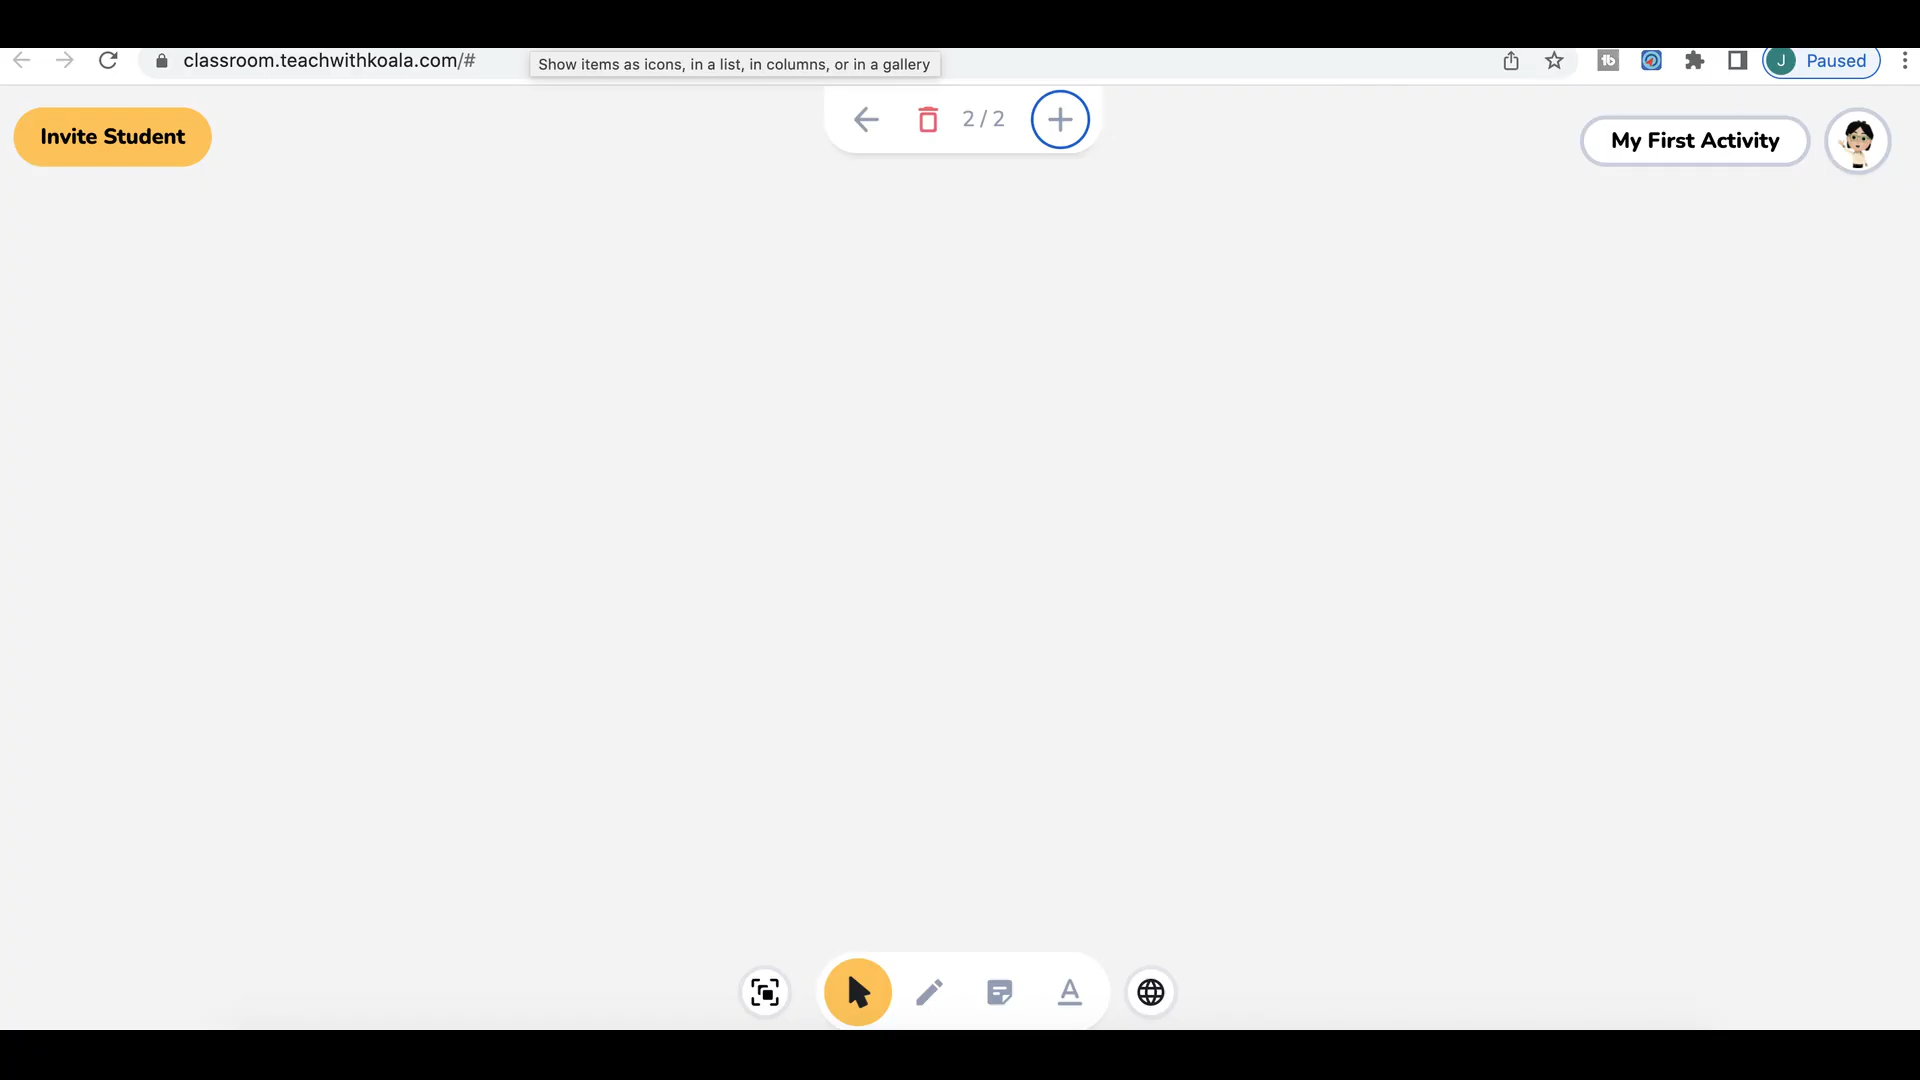 classroom.teachwithkoala.com/#
Show items as icons, in a list, in columns, or in a gallery
J Paused
Invite Student
2 / 2
My First Activity
A